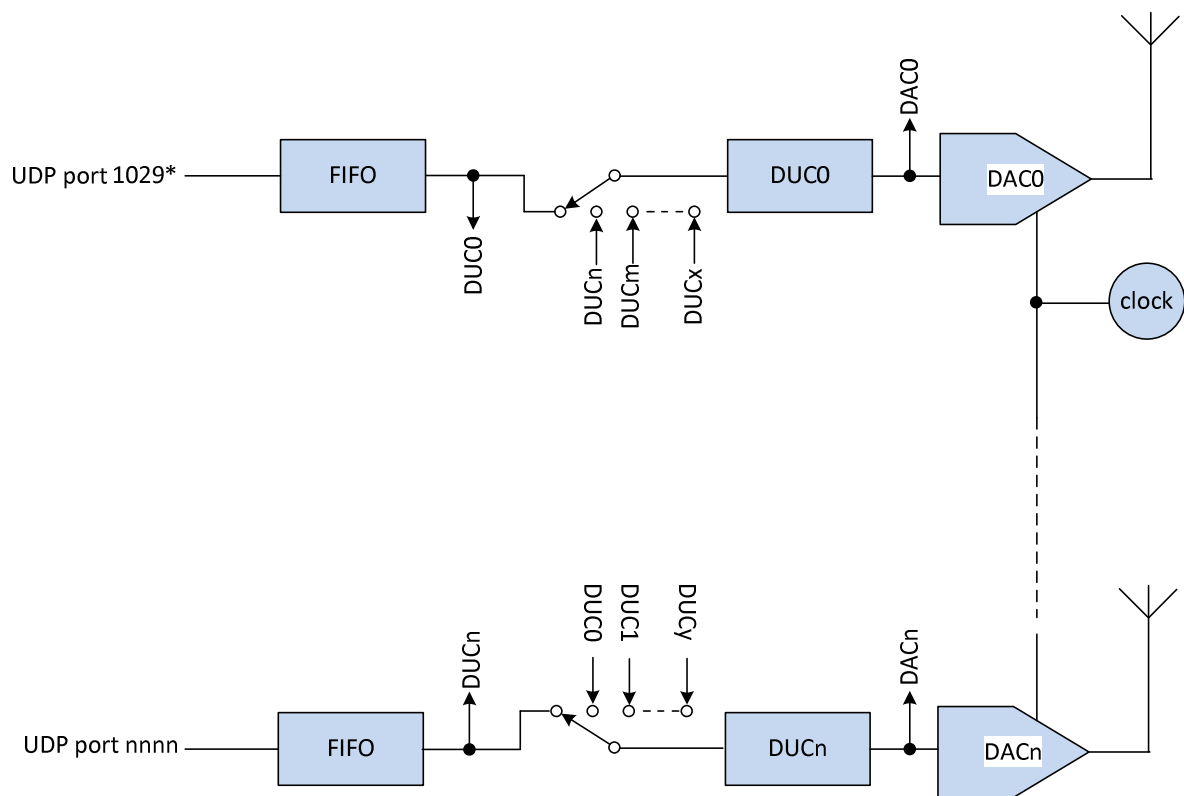 DAC0
UDP port 1029*
FIFO
DUC0
DAC0
DUC0
DUCn
DUCm
DUCx
clock
DUC0
DUC1
DUCy
DUCn
DACn
UDP port nnnn
FIFO
DUCn
DACn